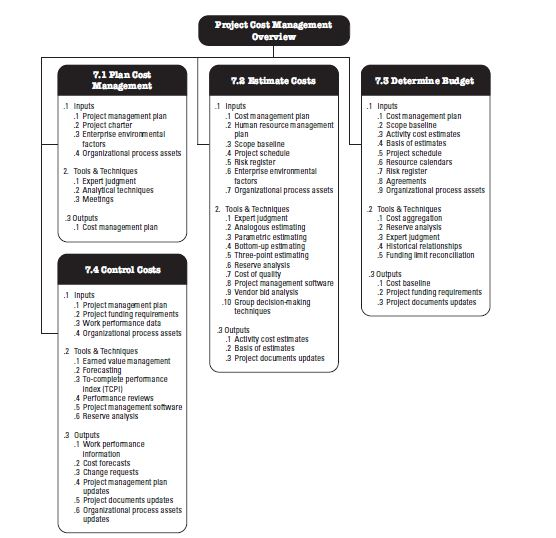 Project Cost Management
Overview
7.1 Plan Cost
Management
.1 Inputs
.1 Project management plan
.2 Project charter
.3 Enterprise environmental
factors
.4 Organizational process assets
2. Tools & Techniques
.1 Expert judgment
.2 Analytical techniques
.3 Meetings
.3 Outputs
.1 Cost management plan
7.2 Estimate Costs
.1 Inputs
.1 Cost management plan
.2 Human resource management
plan
.3 Scope baseline
.4 Project schedule
.5 Risk register
.6 Enterprise environmental
factors
.7 Organizational process assets
2. Tools & Techniques
.1 Expert judgment
.2 Analogous estimating
.3 Parametric estimating
.4 Bottom-up estimating
.5 Three-point estimating
.6 Reserve analysis
.7 Cost of quality
.8 Project management software
.9 Vendor bid analysis
.10 Group decision-making
techniques
.3 Outputs
.1 Activity cost estimates
.2 Basis of estimates
.3 Project documents updates
7.3 Determine Budget
.1 Inputs
.1 Cost management plan
.2 Scope baseline
.3 Activity cost estimates
.4 Basis of estimates
.5 Project schedule
.6 Resource calendars
.7 Risk register
.8 Agreements
.9 Organizational process assets
.2 Tools & Techniques
.1 Cost aggregation
.2 Reserve analysis
.3 Expert judgment
.4 Historical relationships
.5 Funding limit reconciliation
.3 Outputs
.1 Cost baseline
.2 Project funding requirements
.3 Project documents updates
7.4 Control Costs
.1 Inputs
.1 Project management plan
.2 Project funding requirements
.3 Work performance data
.4 Organizational process assets
.2 Tools & Techniques
.1 Earned value management
.2 Forecasting
.3 To-complete performance
index (TCPI)
.4 Performance reviews
.5 Project management software
.6 Reserve analysis
.3 Outputs
.1 Work performance
information
.2 Cost forecasts
.3 Change requests
.4 Project management plan
updates
.5 Project documents updates
.6 Organizational process assets
updates